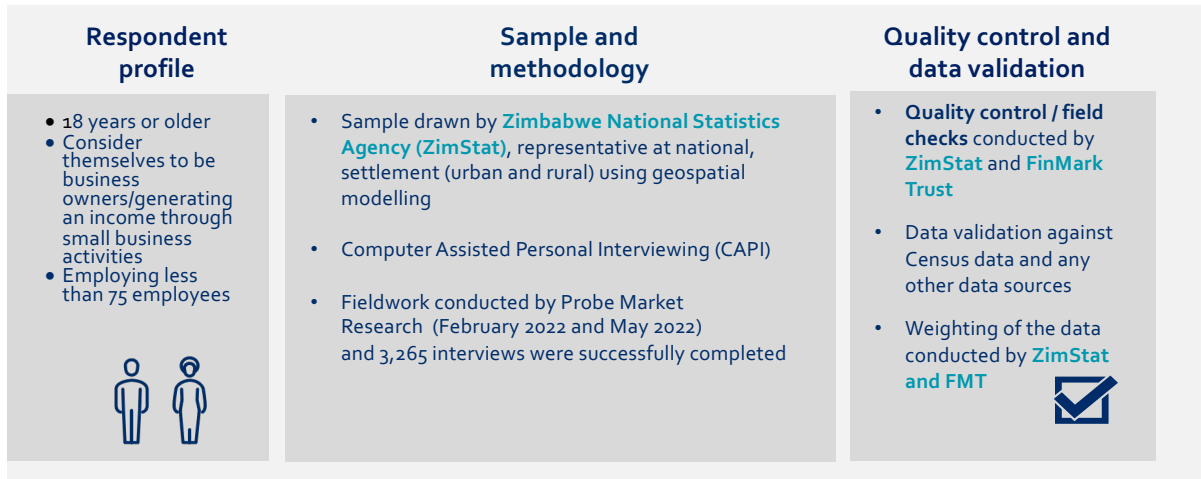 Respondent
profile
• 18 years or older
• Consider
themselves to be
business
owners/generating
an income through
small business
activities
• Employing less
than 75 employees
Sample and
methodology
• Sample drawn by Zimbabwe National Statistics
Agency (ZimStat), representative at national,
settlement (urban and rural) using geospatial
modelling
• Computer Assisted Personal Interviewing (CAPI)
• Fieldwork conducted by Probe Market
Research (February 2022 and May 2022)
and 3,265 interviews were successfully completed
Quality control and
data validation
• Quality control / field
checks conducted by
ZimStat and FinMark
Trust
• Data validation against
Census data and any
other data sources
• Weighting of the data
conducted by ZimStat
and FMT